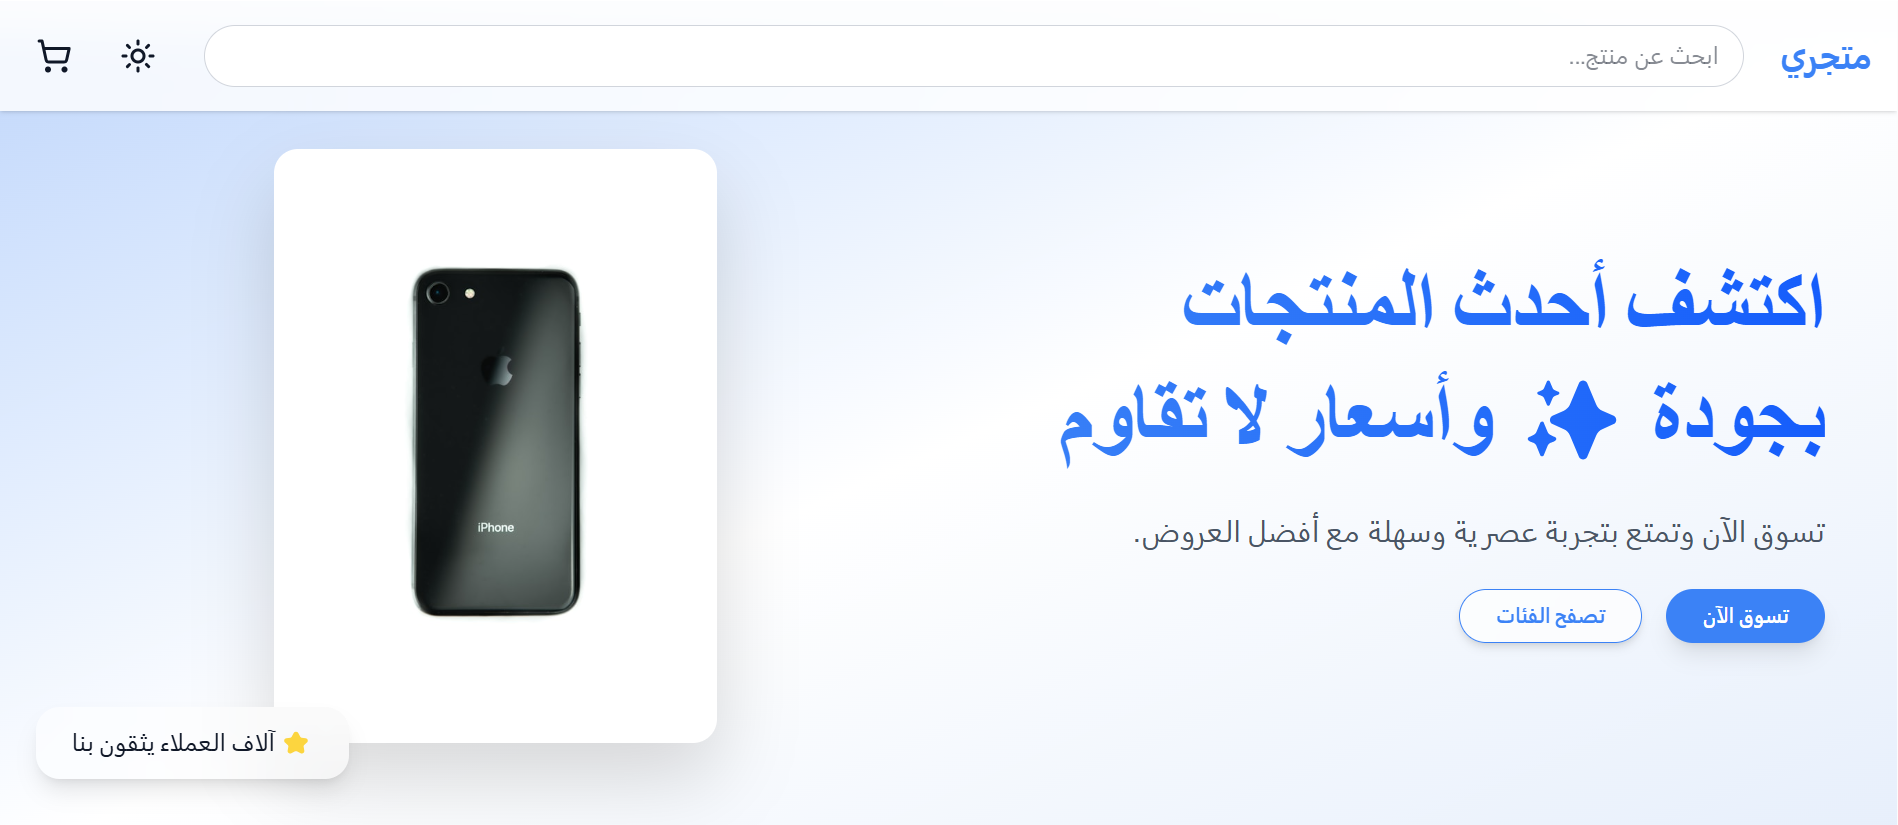 متجري
ابحث عن منتج...
اكتشف أحدث المنتجات
بجودة ✨ وأسعار لا تقاوم
تسوق الآن وتمتع بتجربة عصرية وسهلة مع أفضل العروض.
تسوق الآن
تصفح الفئات
iPhone
⭐ آلاف العملاء يثقون بنا